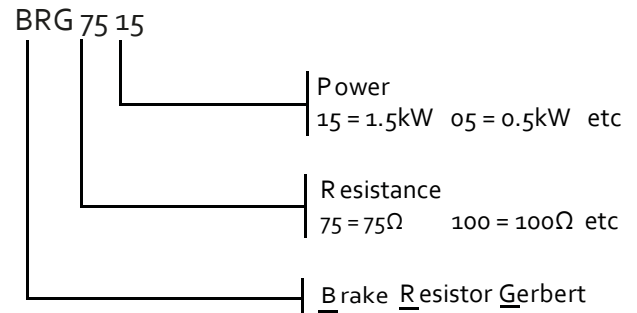 BRG 75 15
Power
15 = 1.5kW 05 = 0.5kW etc
Resistance
75 = 75Ω 100 = 100Ω etc
Brake Resistor Gerbert